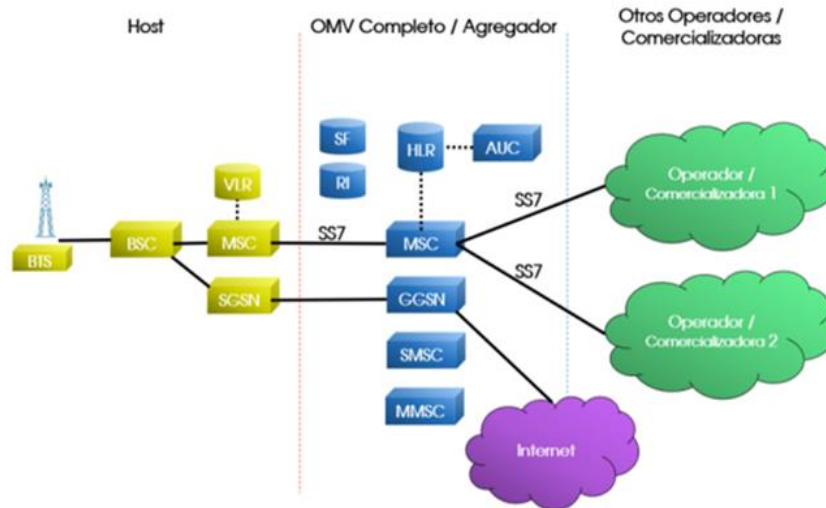 Host
OMV Completo / Agregador
Otros Operadores /
Comercializadoras
SF
RI
HLR
AUC
VLR
BTS
BSC
MSC
SS7
MSC
SS7
SS7
SGSN
GGSN
SMSC
MMSC
Operador /
Comercializadora 1
Operador /
Comercializadora 2
Internet